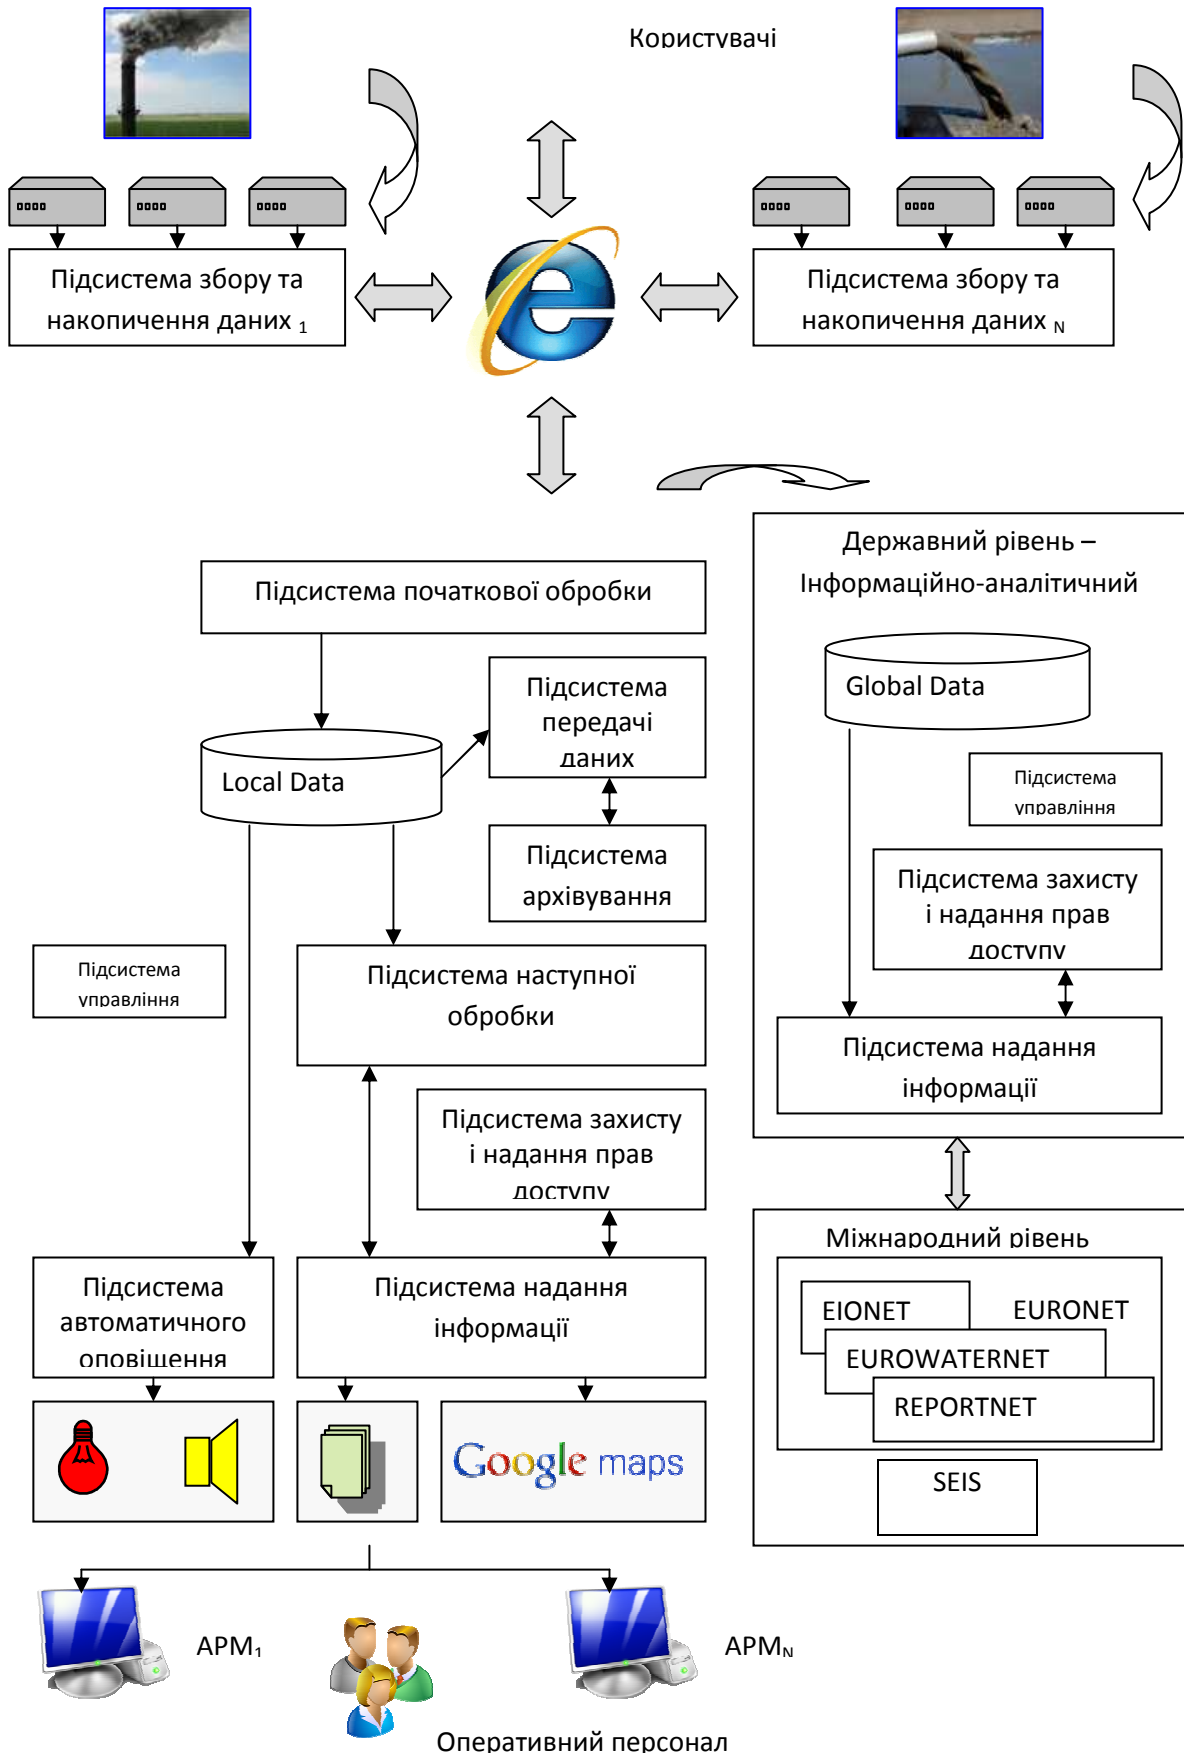 Користувачі
Підсистема збору та
накопичення даних 1
Підсистема збору та
накопичення даних N
Підсистема початкової обробки
Local Data
Підсистема
передачі
даних
Підсистема
архівування
Підсистема
управління
Підсистема наступної
обробки
Підсистема захисту
і надання прав
доступу
Підсистема
автоматичного
оповіщення
Підсистема надання
інформації
Google maps
Державний рівень –
Інформаційно-аналітичний
Global Data
Підсистема
управління
Підсистема захисту
і надання прав
доступу
Підсистема надання
інформації
Міжнародний рівень
EIONET
EURONET
EUROWATERNET
REPORTNET
SEIS
АРМ1
АРМN
Оперативний персонал